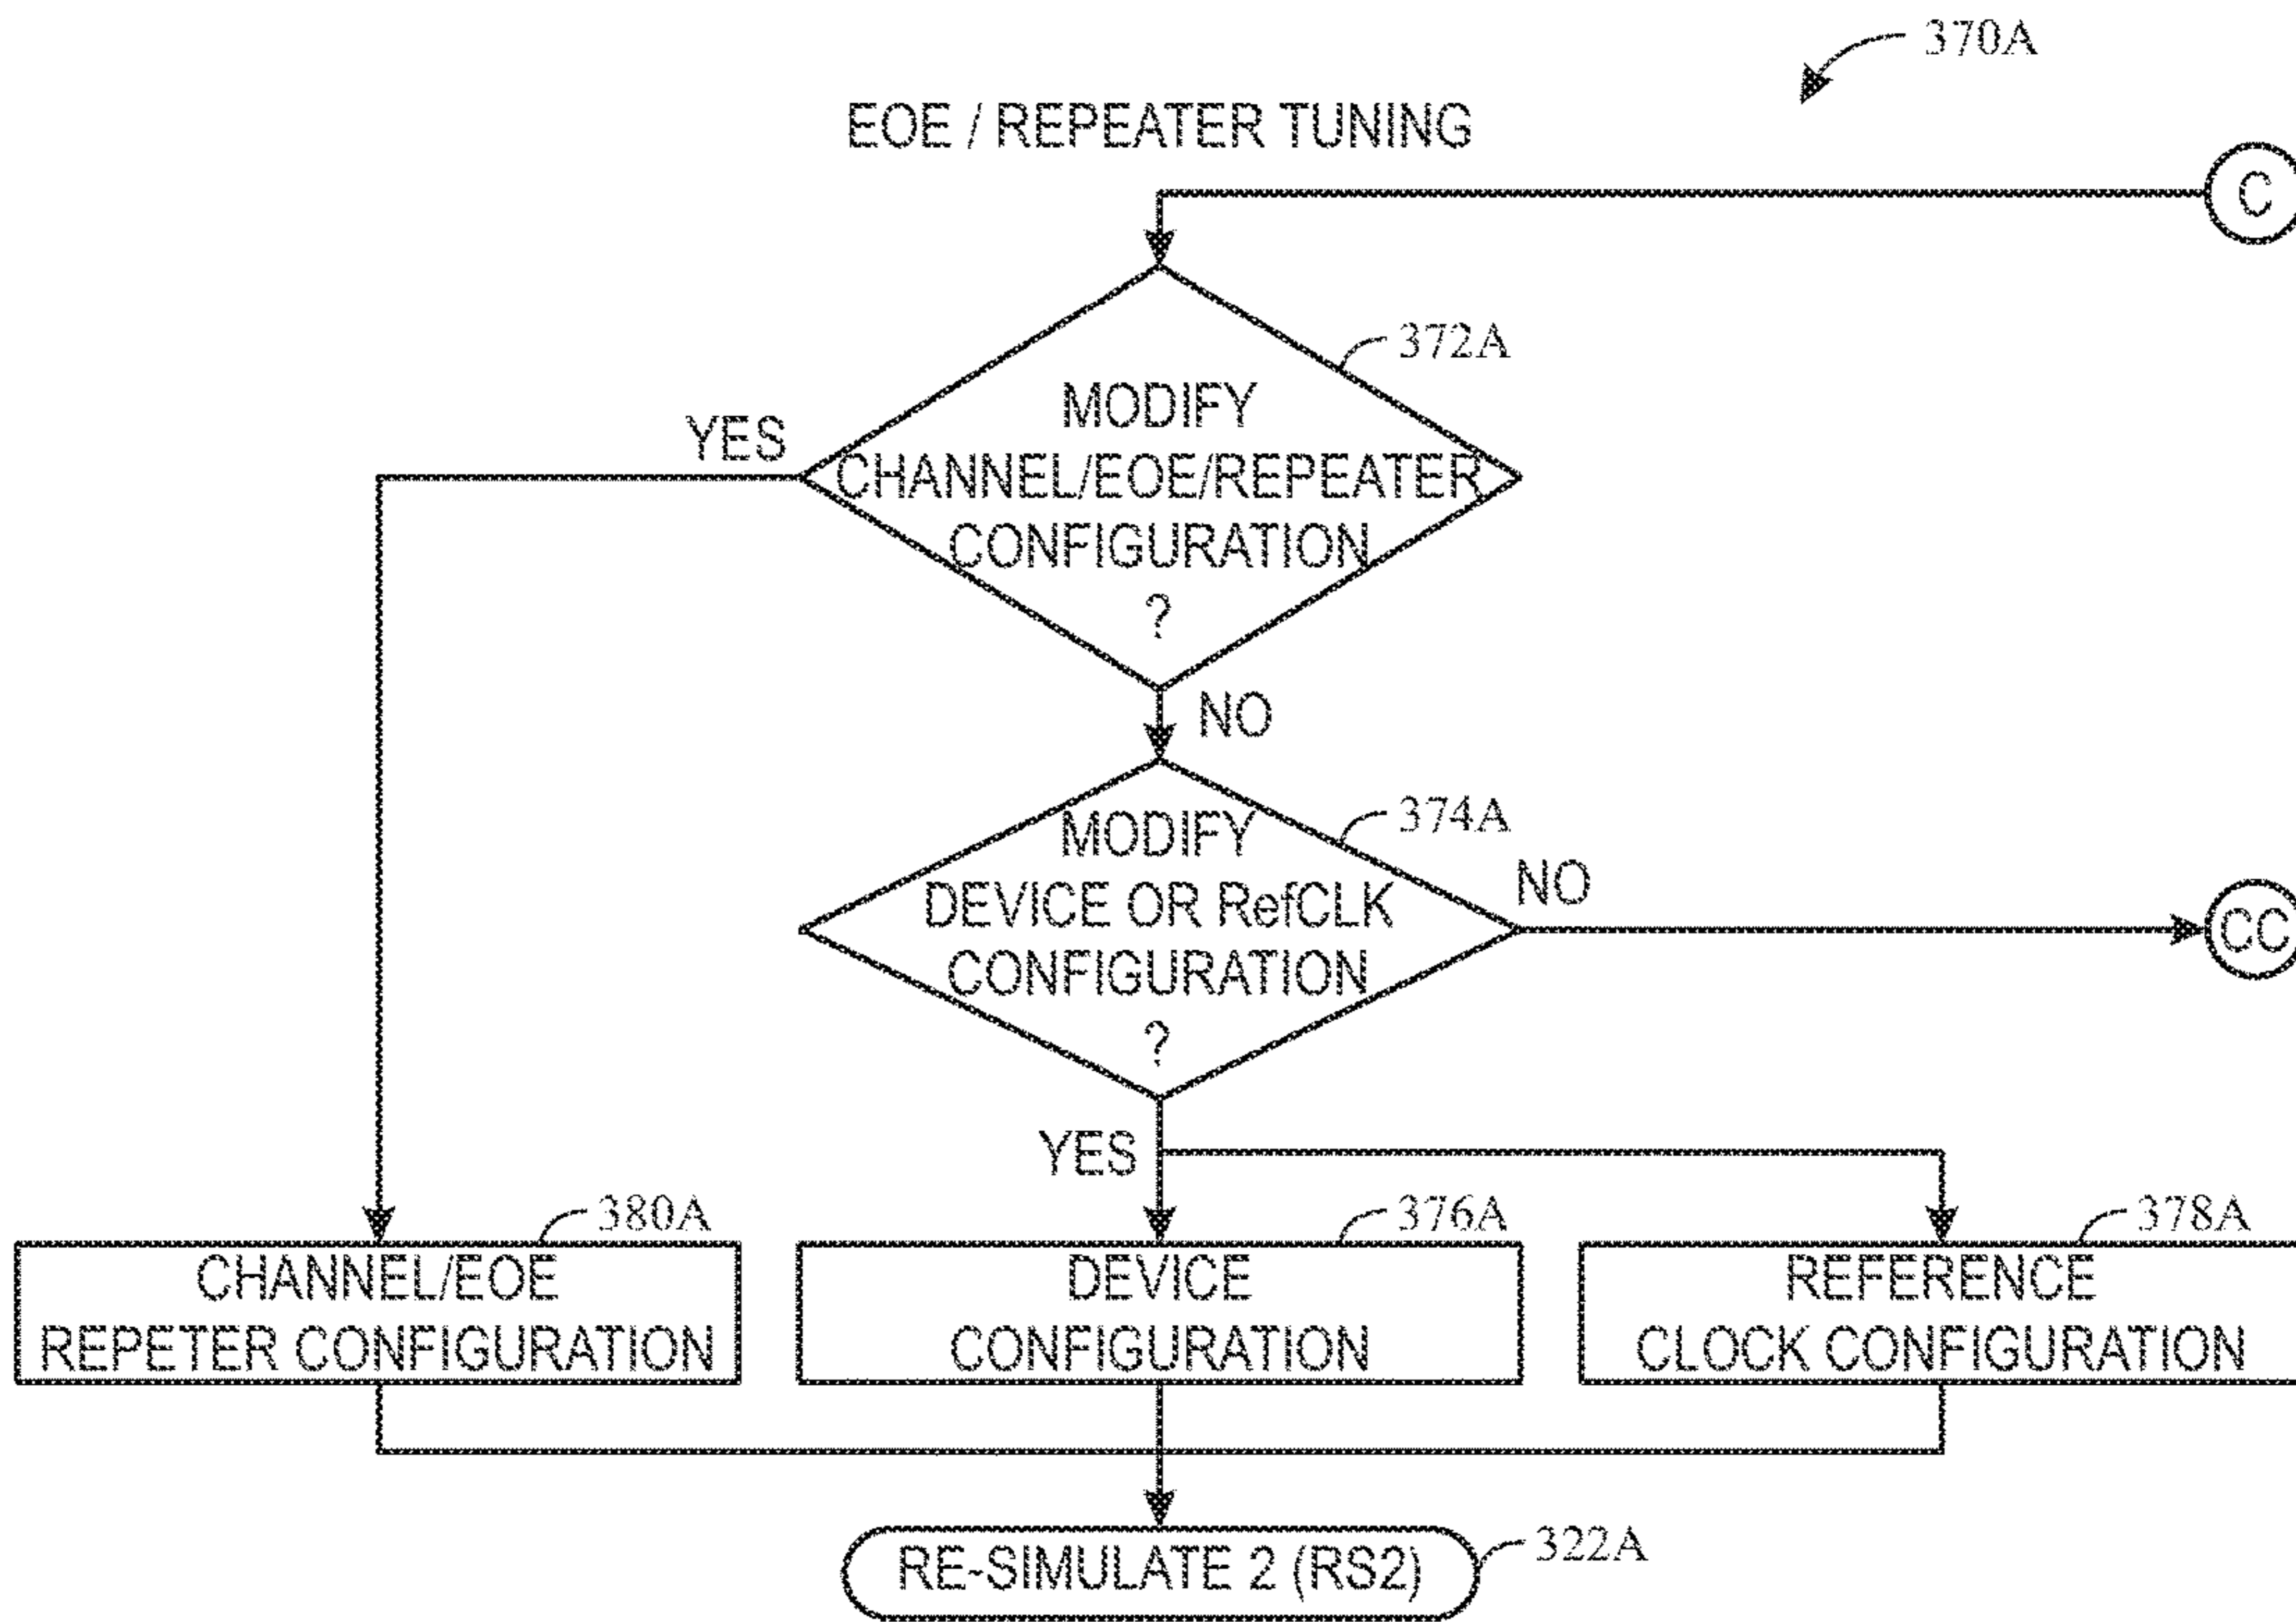 370A
EOE / REPEATER TUNING
C
372A
MODIFY
CHANNEL/EOE/REPEATER
CONFIGURATION
?
YES
NO
374A
MODIFY
DEVICE OR RefCLK
CONFIGURATION
?
NO
CC
YES
380A
CHANNEL/EOE
REPETER CONFIGURATION
376A
DEVICE
CONFIGURATION
378A
REFERENCE
CLOCK CONFIGURATION
RE-SIMULATE 2 (RS2)
322A